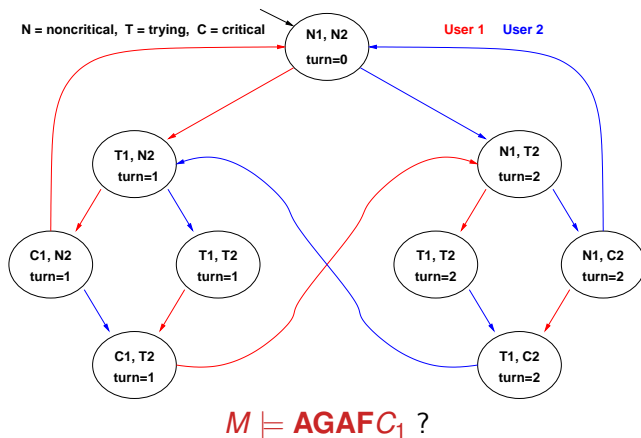 N = noncritical, T = trying, C = critical
User 1 User 2
N1, N2
turn=0
T1, N2
turn=1
N1, T2
turn=2
C1, N2
turn=1
T1, T2
turn=1
T1, T2
turn=2
N1, C2
turn=2
C1, T2
turn=1
T1, C2
turn=2
M ⊨ AGAFC₁ ?